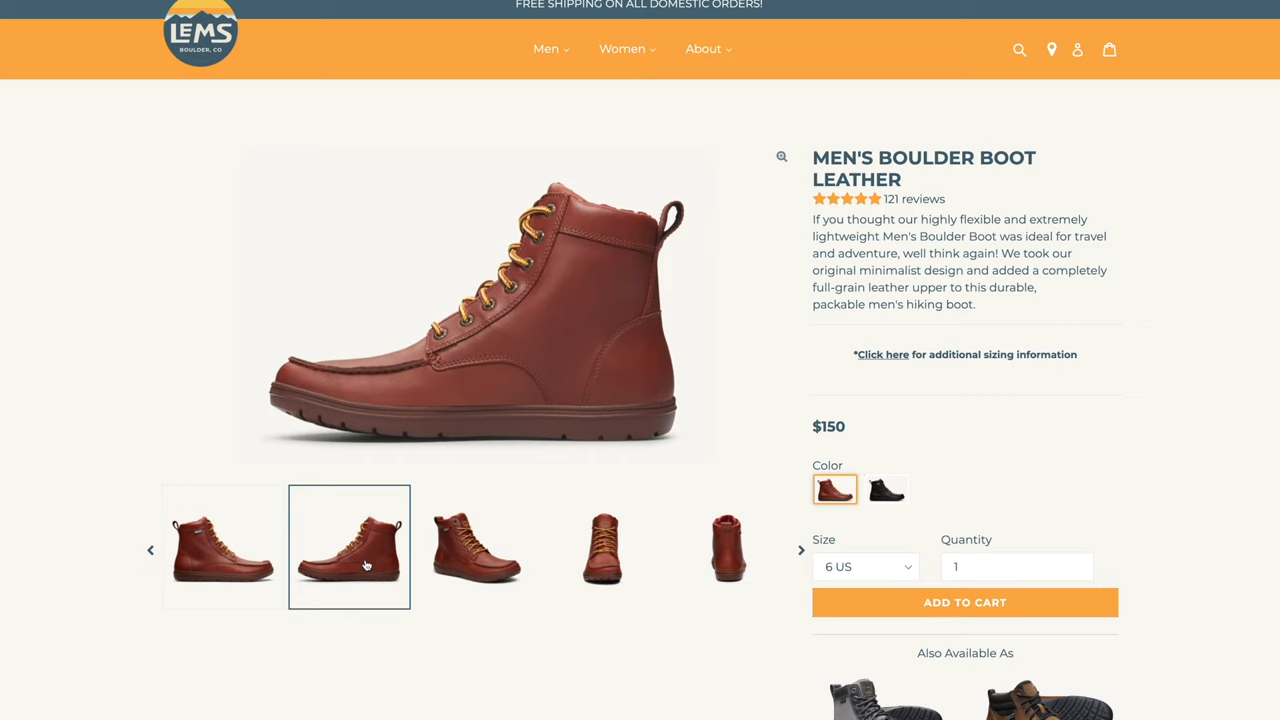 FREE SHIPPING ON ALL DOMESTIC ORDERS!
LEMS
BOULDER, CO
Men
Women
About
MEN'S BOULDER BOOT
LEATHER
121 reviews
If you thought our highly flexible and extremely
lightweight Men's Boulder Boot was ideal for travel
and adventure, well think again! We took our
original minimalist design and added a completely
full-grain leather upper to this durable,
packable men's hiking boot.
*Click here for additional sizing information
$150
Color
Size
Quantity
6 US
1
ADD TO CART
Also Available As